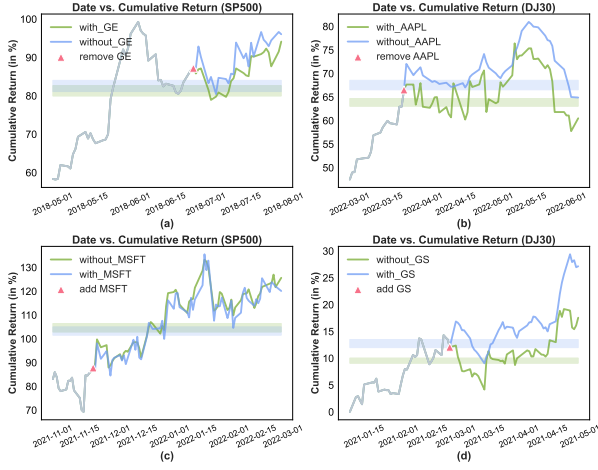 Date vs. Cumulative Return (SP500)
Cumulative Return (in %)
100
90
80
70
60
with_GE
without_GE
remove GE
2018-05-01
2018-05-15
2018-06-01
2018-06-15
2018-07-01
2018-07-15
2018-08-01
(a)
Date vs. Cumulative Return (DJ30)
Cumulative Return (in %)
80
75
70
65
60
55
50
with_AAPL
without_AAPL
remove AAPL
2022-03-01
2022-03-15
2022-04-01
2022-04-15
2022-05-01
2022-05-15
2022-06-01
(b)
Date vs. Cumulative Return (SP500)
Cumulative Return (in %)
130
120
110
100
90
80
70
without_MSFT
with_MSFT
add MSFT
2021-11-01
2021-11-15
2021-12-01
2021-12-15
2022-01-01
2022-01-15
2022-02-01
2022-02-15
2022-03-01
(c)
Date vs. Cumulative Return (DJ30)
Cumulative Return (in %)
30
25
20
15
10
5
0
without_GS
with_GS
add GS
2021-01-15
2021-02-01
2021-02-15
2021-03-01
2021-03-15
2021-04-01
2021-04-15
2021-05-01
(d)